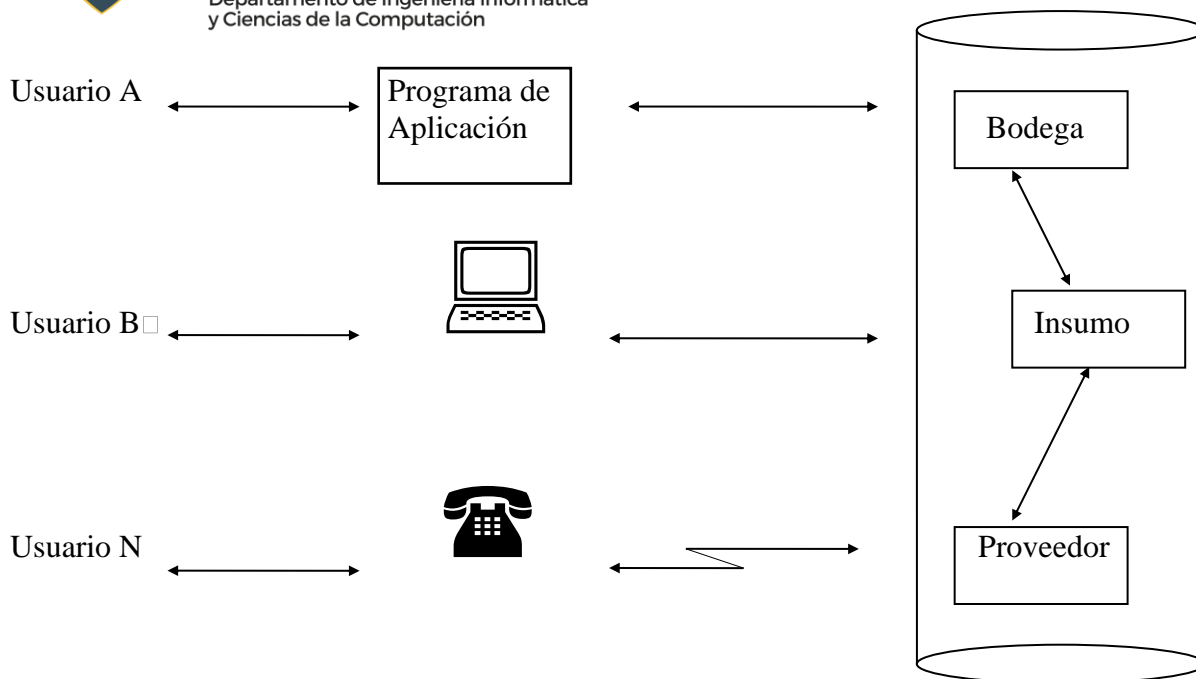 Departamento de Ingeniería Informática
y Ciencias de la Computación
Usuario A
Programa de
Aplicación
Bodega
Usuario B
Insumo
Usuario N
Proveedor